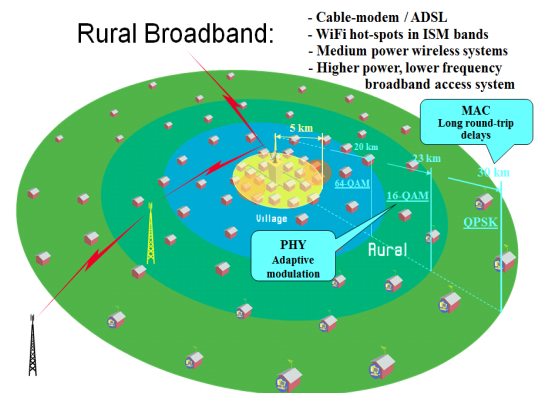 Rural Broadband:
- Cable-modem / ADSL
- WiFi hot-spots in ISM bands
- Medium power wireless systems
- Higher power, lower frequency
broadband access system
MAC
Long round-trip
delays
5 km
20 km
23 km
30 km
64-QAM
16-QAM
QPSK
Village
Rural
PHY
Adaptive
modulation